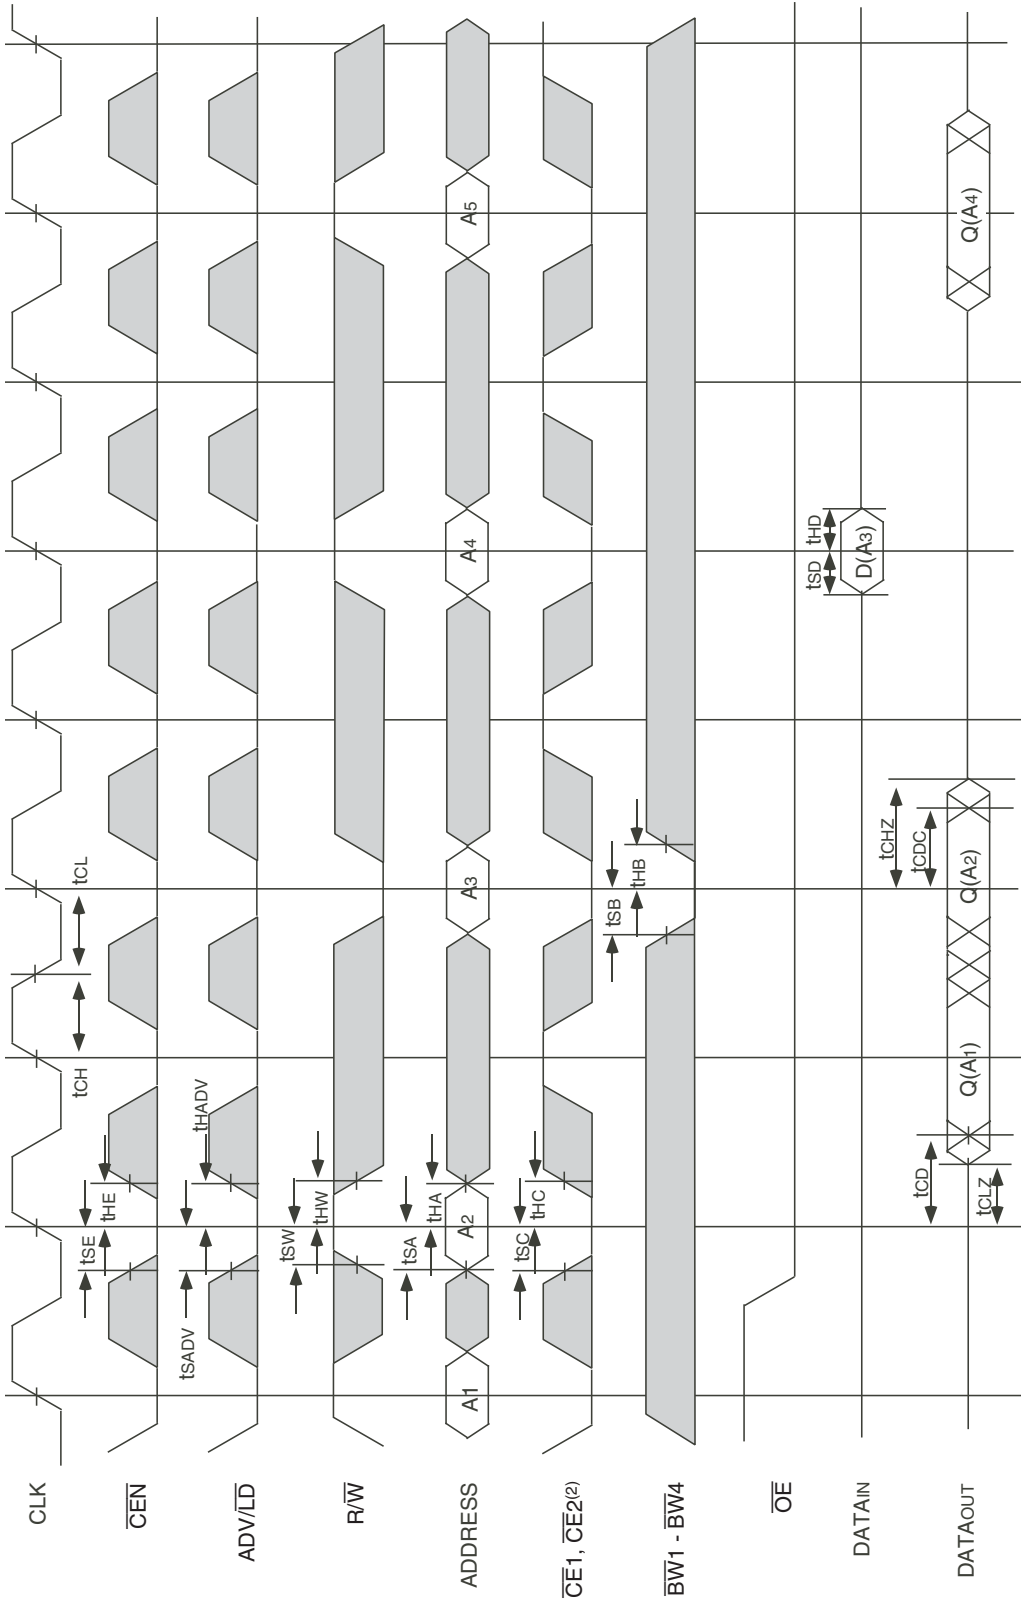 CLK
tCH
tCL
CEN
tSE
tHE
ADV/LD
tSADV
tHADV
R/W
tSW
tHW
ADDRESS
A1
tSA
tHA
A2
A3
A4
A5
CE1, CE2(2)
tSC
tHC
BW1 - BW4
tSB
tHB
OE
DATAIN
tSD
tHD
D(A3)
DATAOUT
tCD
tCLZ
Q(A1)
Q(A2)
tCHZ
tCDC
Q(A4)